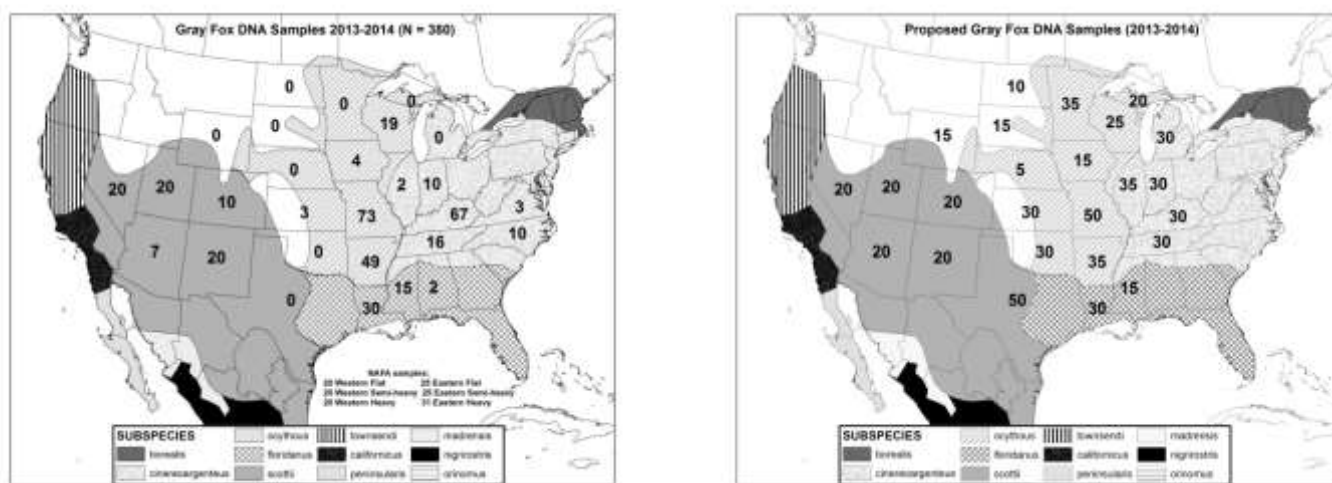 Gray Fox DNA Samples 2013-2014 (N = 380)
0
0 0
19
0 0 0
4
0
2 10
20 20
10
3 73 67 3
10
7 20 16
0 49
15 2
0 30
NAFA samples:
20 Western Flat 25 Eastern Flat
25 Western Semi-heavy 25 Eastern Semi-heavy
20 Western Heavy 31 Eastern Heavy
SUBSPECIES
ocythous townsendi madrensis
borealis floridanus californicus nigrirostris
cinereoargenteus scottii peninsularis orinomus
Proposed Gray Fox DNA Samples (2013-2014)
10
35 20
25
15 15 30
15
5
35 30
20 20
20
30 50 30
20 20 30 30
35
15
50 30
SUBSPECIES
ocythous townsendi madrensis
borealis floridanus californicus nigrirostris
cinereoargenteus scottii peninsularis orinomus